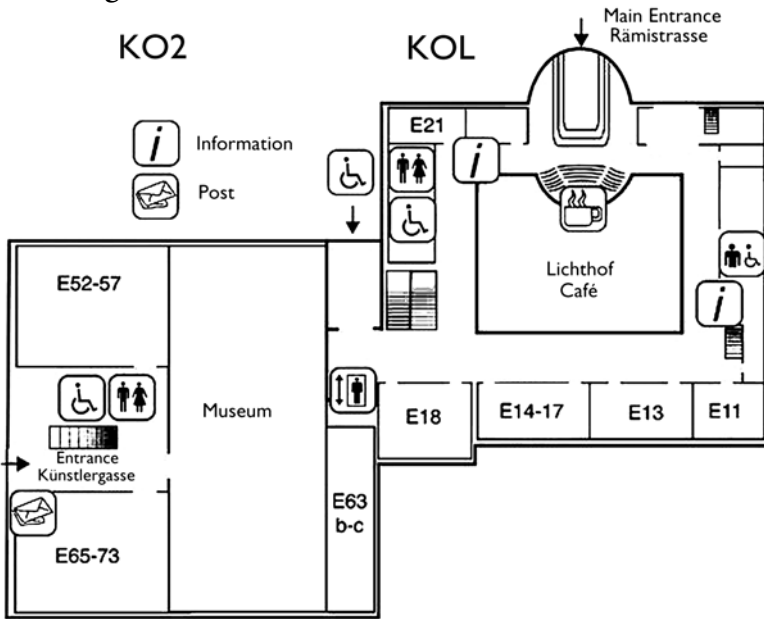 KO2
KOL
Main Entrance
Rämistrasse
i Information
Post
E21
i
Lichthof
Café
i
E52-57
Museum
Entrance
Künstlergasse
E65-73
E63
b-c
E18
E14-17
E13
E11